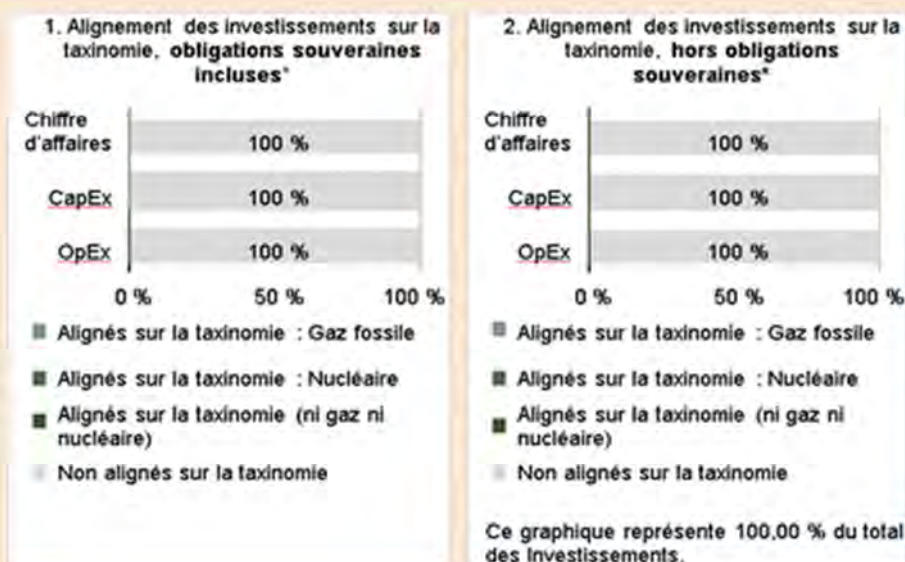 1. Alignement des investissements sur la
taxinomie, obligations souveraines
incluses*
Chiffre
d'affaires
100 %
CapEx
100 %
OpEx
100 %
0 %
50 %
100 %
Alignés sur la taxinomie : Gaz fossile
Alignés sur la taxinomie : Nucléaire
Alignés sur la taxinomie (ni gaz ni
nucléaire)
Non alignés sur la taxinomie
2. Alignement des investissements sur la
taxinomie, hors obligations
souveraines*
Chiffre
d'affaires
100 %
CapEx
100 %
OpEx
100 %
0 %
50 %
100 %
Alignés sur la taxinomie : Gaz fossile
Alignés sur la taxinomie : Nucléaire
Alignés sur la taxinomie (ni gaz ni
nucléaire)
Non alignés sur la taxinomie
Ce graphique représente 100,00 % du total
des Investissements.